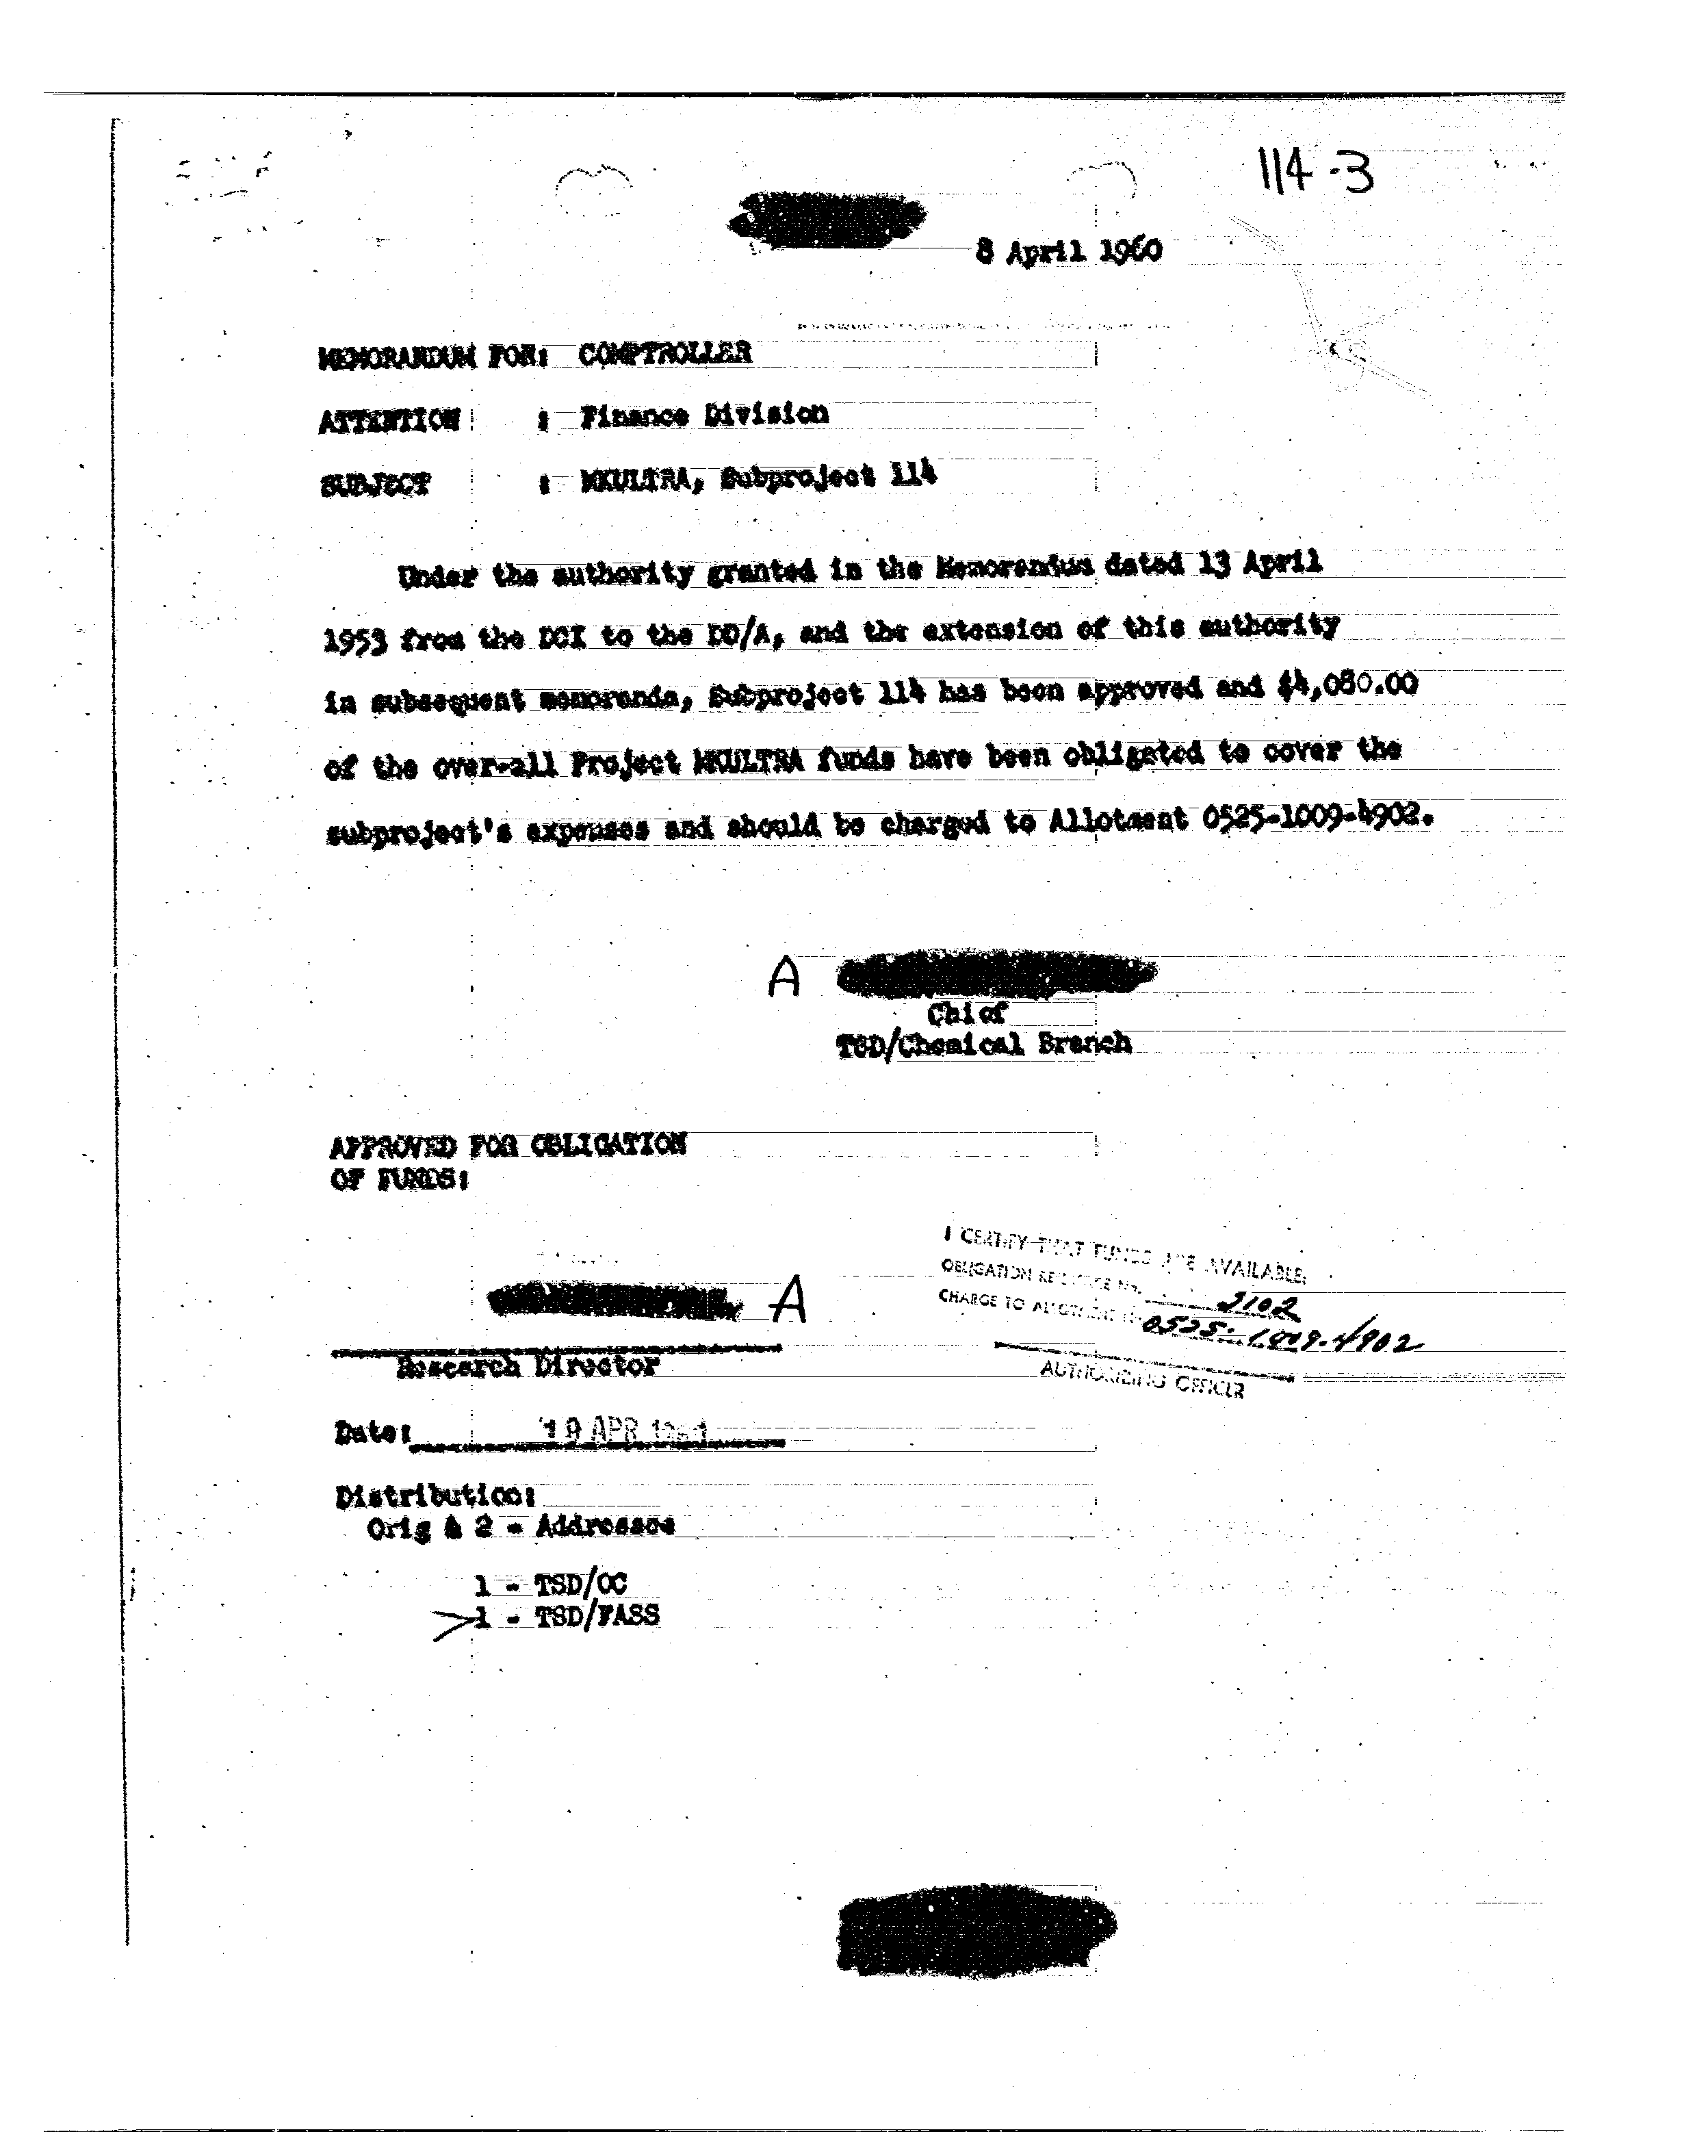 114-3
8 April 1960
MEMORANDUM FOR: COMPTROLLER
ATTENTION : Finance Division
SUBJECT : MKULTRA, Subproject 114
Under the authority granted in the Memorandum dated 13 April
1953 from the DCI to the DD/A, and the extension of this authority
in subsequent memoranda, Subproject 114 has been approved and $4,080.00
of the over-all Project MKULTRA funds have been obligated to cover the
subproject's expenses and should be charged to Allotment 0525-1009-4902.
A
Chief
TSD/Chemical Branch
APPROVED FOR OBLIGATION
OF FUNDS:
I CERTIFY THAT FUNDS ARE AVAILABLE
OBLIGATION REFERENCE NO. 2102
CHARGE TO ALLOTMENT NO. 0525-1009-4902
A
Research Director
AUTHORIZING OFFICER
Date: 19 APR
Distribution:
Orig & 2 - Addressee
1 - TSD/OC
1 - TSD/FASS